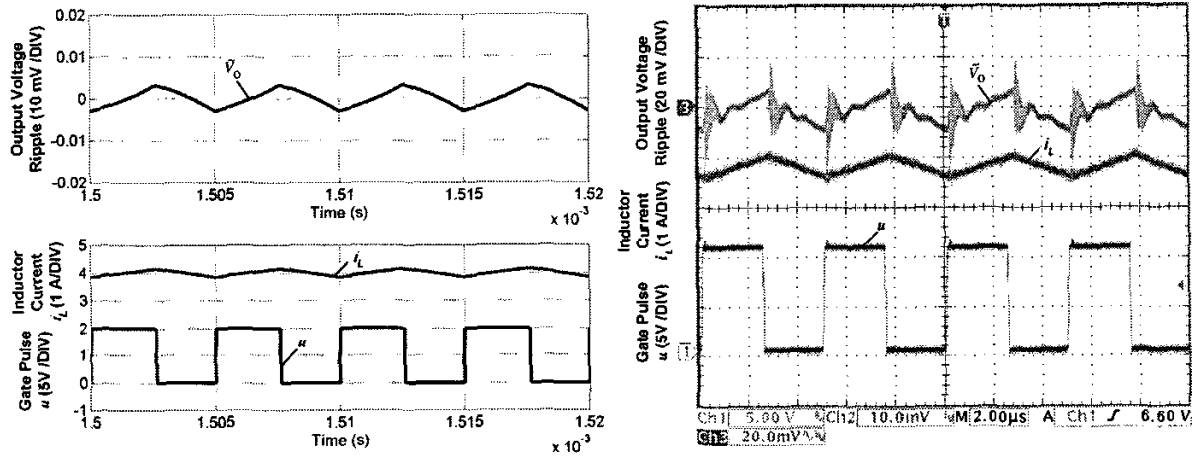 Output Voltage
Ripple (10 mV /DIV)
0.02
0.01
0
-0.01
-0.02
Ṽo
1.5
1.505
1.51
1.515
1.52
Time (s)
x 10⁻³
Inductor
Current
iL (1 A/DIV)
Gate Pulse
u (5V /DIV)
5
4
3
2
1
0
-1
iL
u
1.5
1.505
1.51
1.515
1.52
Time (s)
x 10⁻³
Output Voltage
Ripple (20 mV /DIV)
Inductor
Current
iL (1 A/DIV)
Gate Pulse
u (5V /DIV)
Ṽo
iL
u
3
1
Ch1 5.00 V Ch2 10.0mV M 2.00μs A Ch1 ƒ 6.60 V
Ch3 20.0mV